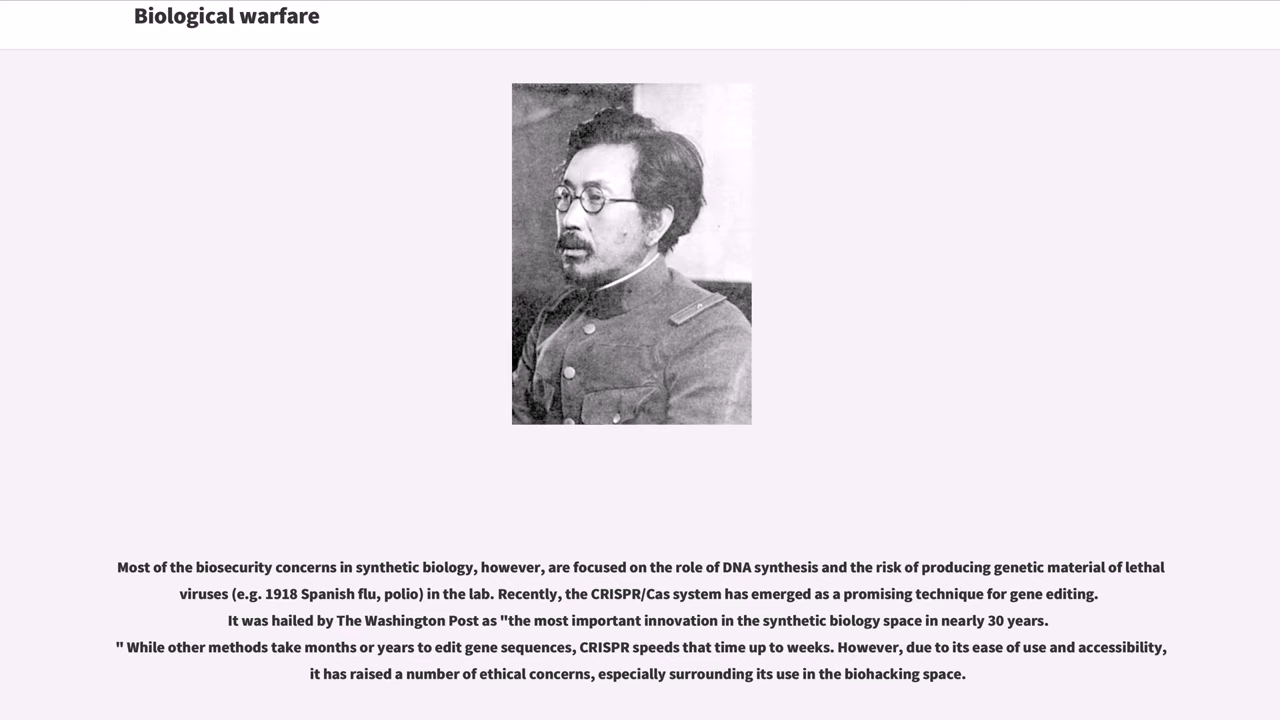 Biological warfare
Most of the biosecurity concerns in synthetic biology, however, are focused on the role of DNA synthesis and the risk of producing genetic material of lethal
viruses (e.g. 1918 Spanish flu, polio) in the lab. Recently, the CRISPR/Cas system has emerged as a promising technique for gene editing.
It was hailed by The Washington Post as "the most important innovation in the synthetic biology space in nearly 30 years.
" While other methods take months or years to edit gene sequences, CRISPR speeds that time up to weeks. However, due to its ease of use and accessibility,
it has raised a number of ethical concerns, especially surrounding its use in the biohacking space.